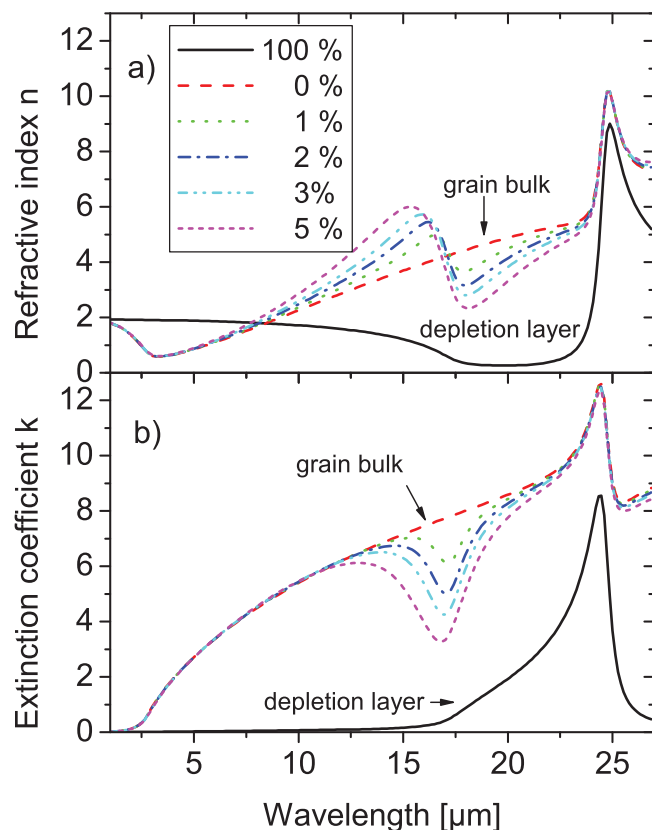 12
10
8
6
4
2
0
Refractive index n
a)
100 %
0 %
1 %
2 %
3%
5 %
grain bulk
depletion layer
12
10
8
6
4
2
0
Extinction coefficient k
b)
grain bulk
depletion layer
5 10 15 20 25
Wavelength [µm]